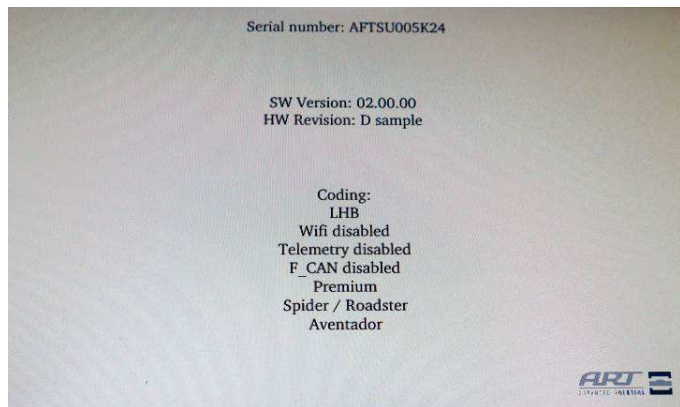 Serial number: AFTSU005K24
SW Version: 02.00.00
HW Revision: D sample
Coding:
LHB
Wifi disabled
Telemetry disabled
F_CAN disabled
Premium
Spider / Roadster
Aventador
ART